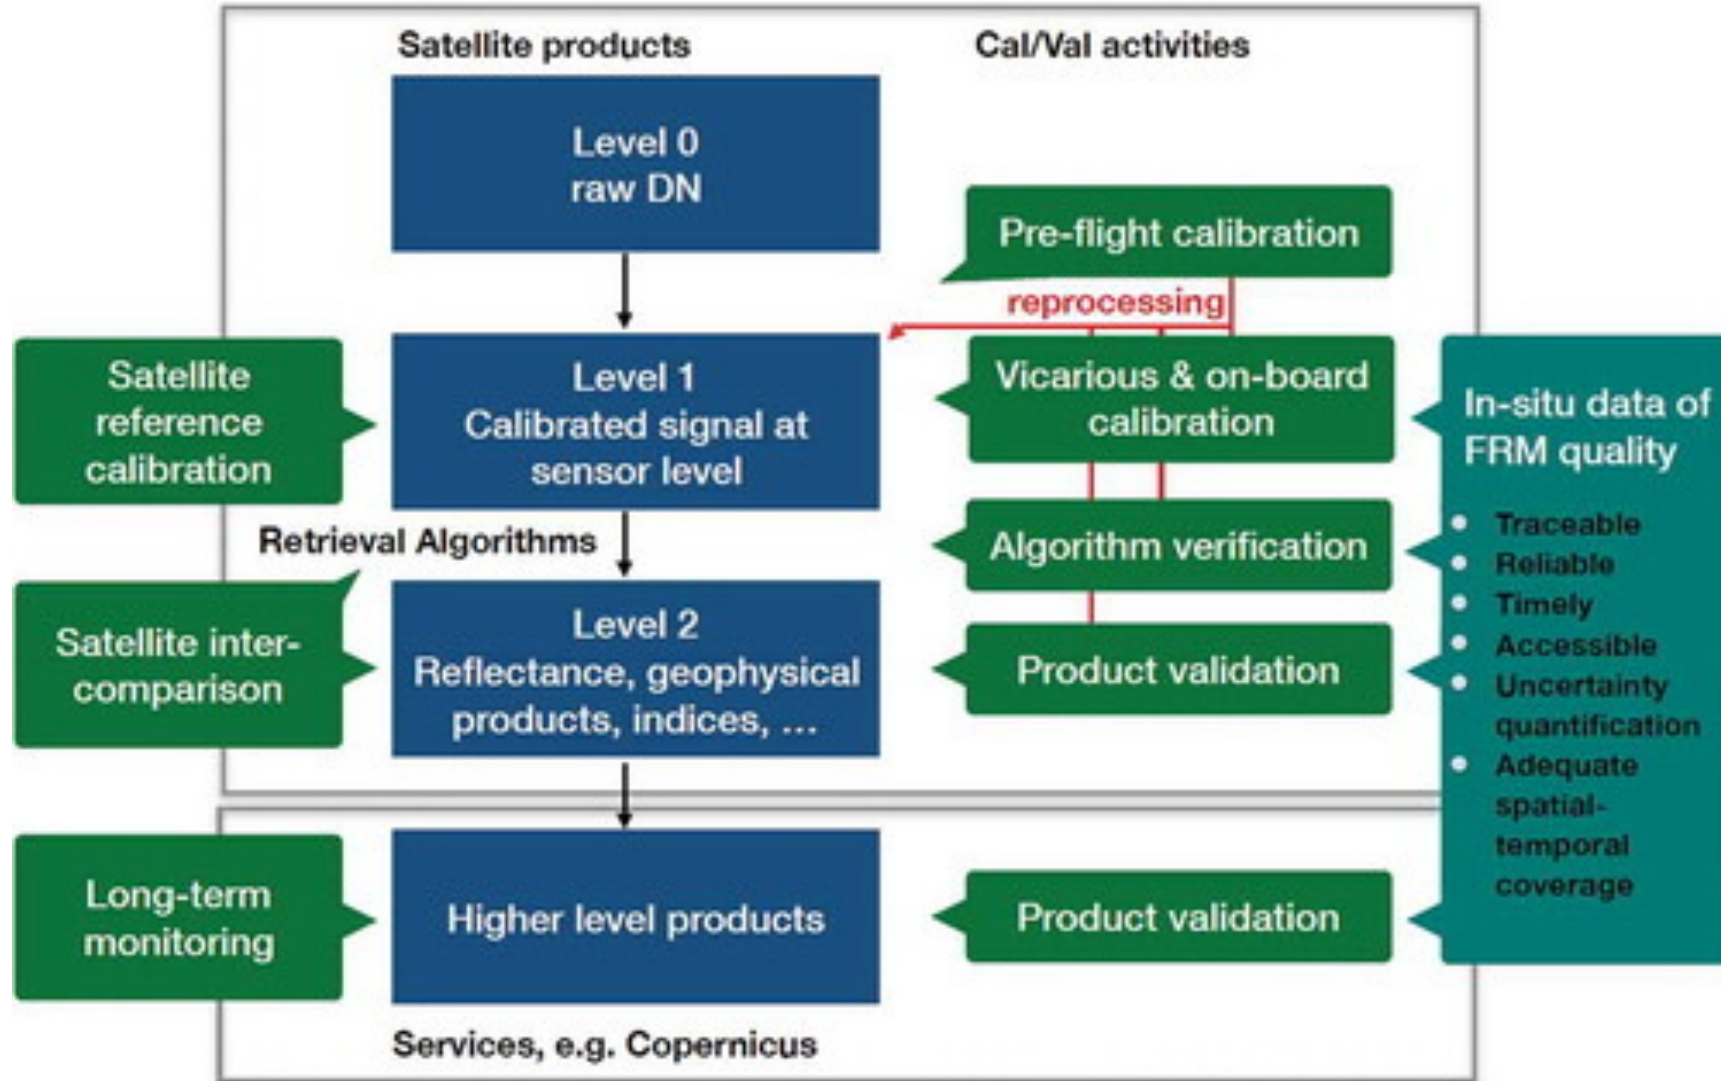 Satellite products
Cal/Val activities
Level 0
raw DN
Pre-flight calibration
reprocessing
Satellite
reference
calibration
Level 1
Calibrated signal at
sensor level
Vicarious & on-board
calibration
In-situ data of
FRM quality
Traceable
Reliable
Timely
Accessible
Uncertainty
quantification
Adequate
spatial-
temporal
coverage
Retrieval Algorithms
Algorithm verification
Satellite inter-
comparison
Level 2
Reflectance, geophysical
products, indices, ...
Product validation
Long-term
monitoring
Higher level products
Product validation
Services, e.g. Copernicus